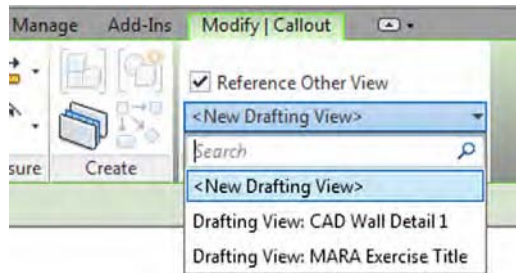 Manage Add-Ins Modify | Callout
Reference Other View
<New Drafting View>
Search
<New Drafting View>
sure Create
Drafting View: CAD Wall Detail 1
Drafting View: MARA Exercise Title